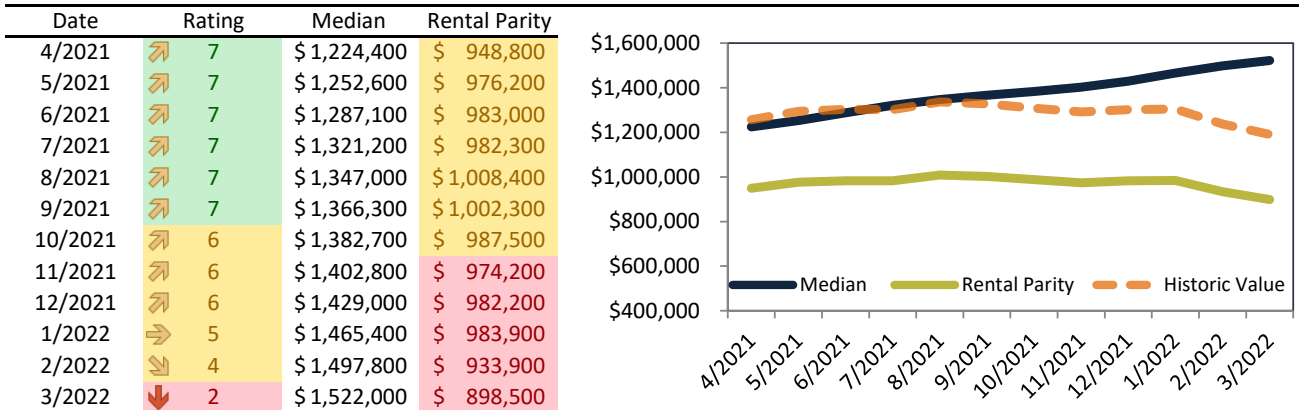 Date Rating Median Rental Parity
4/2021 7 $ 1,224,400 $ 948,800
5/2021 7 $ 1,252,600 $ 976,200
6/2021 7 $ 1,287,100 $ 983,000
7/2021 7 $ 1,321,200 $ 982,300
8/2021 7 $ 1,347,000 $ 1,008,400
9/2021 7 $ 1,366,300 $ 1,002,300
10/2021 6 $ 1,382,700 $ 987,500
11/2021 6 $ 1,402,800 $ 974,200
12/2021 6 $ 1,429,000 $ 982,200
1/2022 5 $ 1,465,400 $ 983,900
2/2022 4 $ 1,497,800 $ 933,900
3/2022 2 $ 1,522,000 $ 898,500
$1,600,000
$1,400,000
$1,200,000
$1,000,000
$800,000
$600,000
$400,000
Median Rental Parity Historic Value
4/2021 5/2021 6/2021 7/2021 8/2021 9/2021 10/2021 11/2021 12/2021 1/2022 2/2022 3/2022